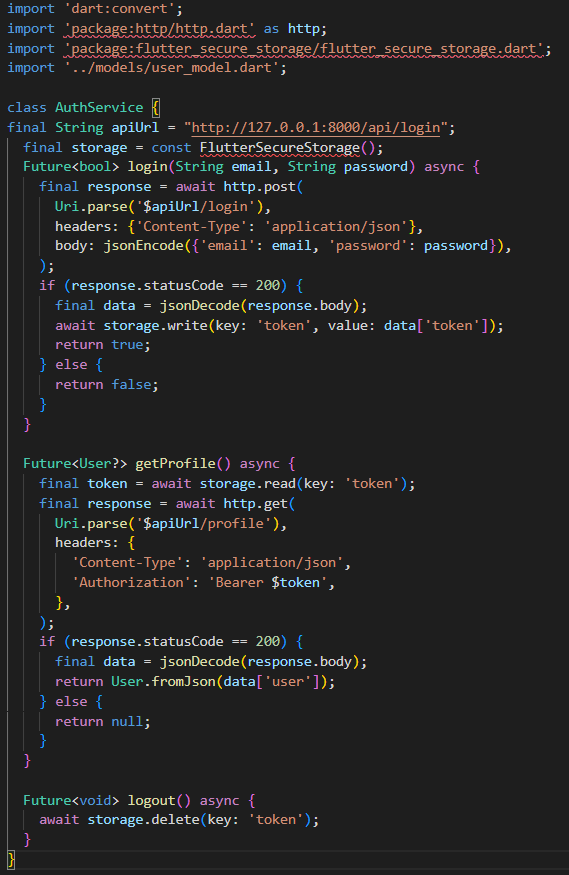 import 'dart:convert';
import 'package:http/http.dart' as http;
import 'package:flutter_secure_storage/flutter_secure_storage.dart';
import '../models/user_model.dart';

class AuthService {
final String apiUrl = "http://127.0.0.1:8000/api/login";
  final storage = const FlutterSecureStorage();
  Future<bool> login(String email, String password) async {
    final response = await http.post(
      Uri.parse('$apiUrl/login'),
      headers: {'Content-Type': 'application/json'},
      body: jsonEncode({'email': email, 'password': password}),
    );
    if (response.statusCode == 200) {
      final data = jsonDecode(response.body);
      await storage.write(key: 'token', value: data['token']);
      return true;
    } else {
      return false;
    }
  }

  Future<User?> getProfile() async {
    final token = await storage.read(key: 'token');
    final response = await http.get(
      Uri.parse('$apiUrl/profile'),
      headers: {
        'Content-Type': 'application/json',
        'Authorization': 'Bearer $token',
      },
    );
    if (response.statusCode == 200) {
      final data = jsonDecode(response.body);
      return User.fromJson(data['user']);
    } else {
      return null;
    }
  }

  Future<void> logout() async {
    await storage.delete(key: 'token');
  }
}